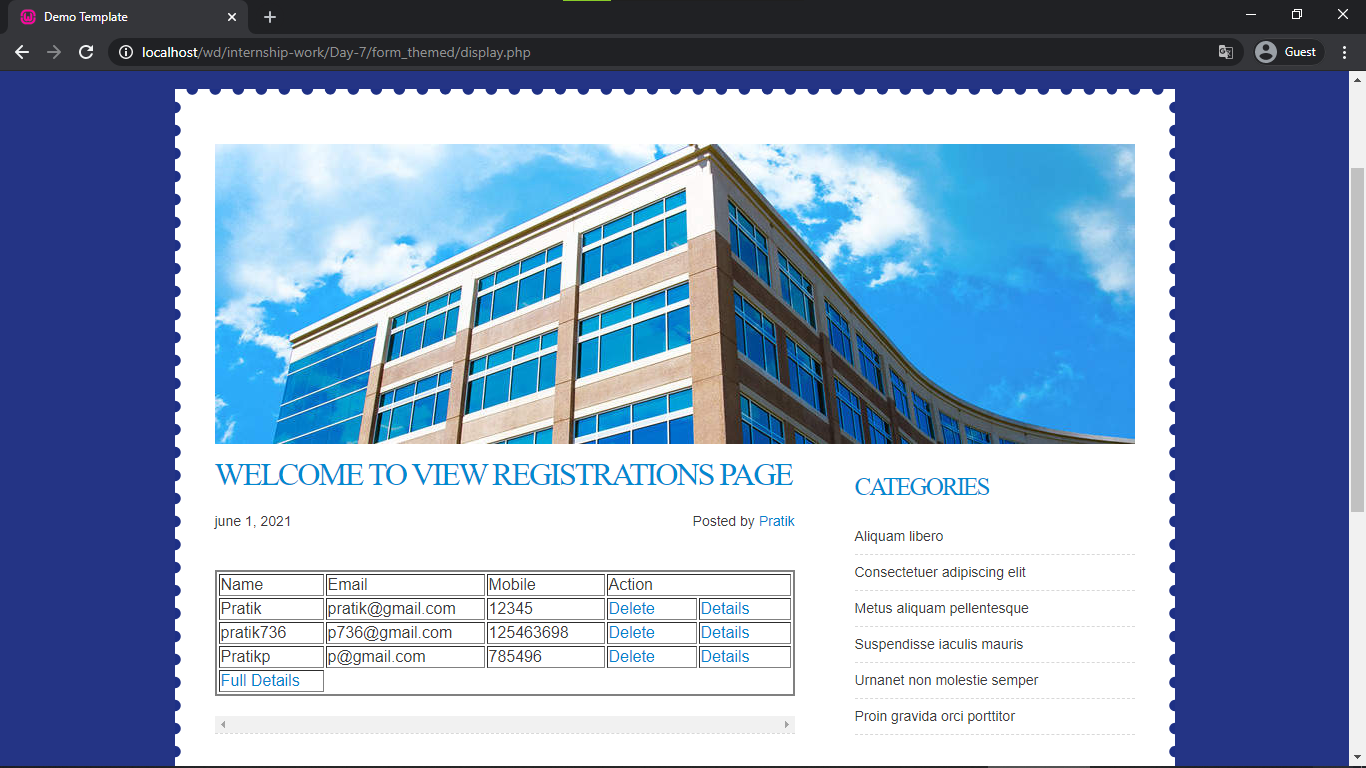 Demo Template
localhost/wd/internship-work/Day-7/form_themed/display.php
Guest
WELCOME TO VIEW REGISTRATIONS PAGE
june 1, 2021 Posted by Pratik
Name Email Mobile Action
Pratik pratik@gmail.com 12345 Delete Details
pratik736 p736@gmail.com 125463698 Delete Details
Pratikp p@gmail.com 785496 Delete Details
Full Details
CATEGORIES
Aliquam libero
Consectetuer adipiscing elit
Metus aliquam pellentesque
Suspendisse iaculis mauris
Urnanet non molestie semper
Proin gravida orci porttitor